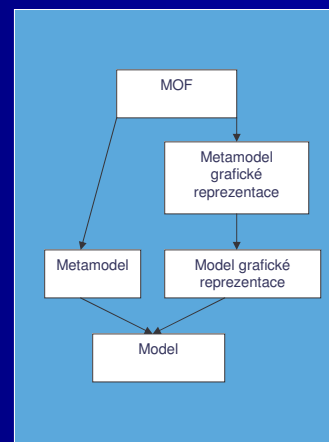 MOF
Metamodel
grafické
reprezentace
Metamodel
Model grafické
reprezentace
Model